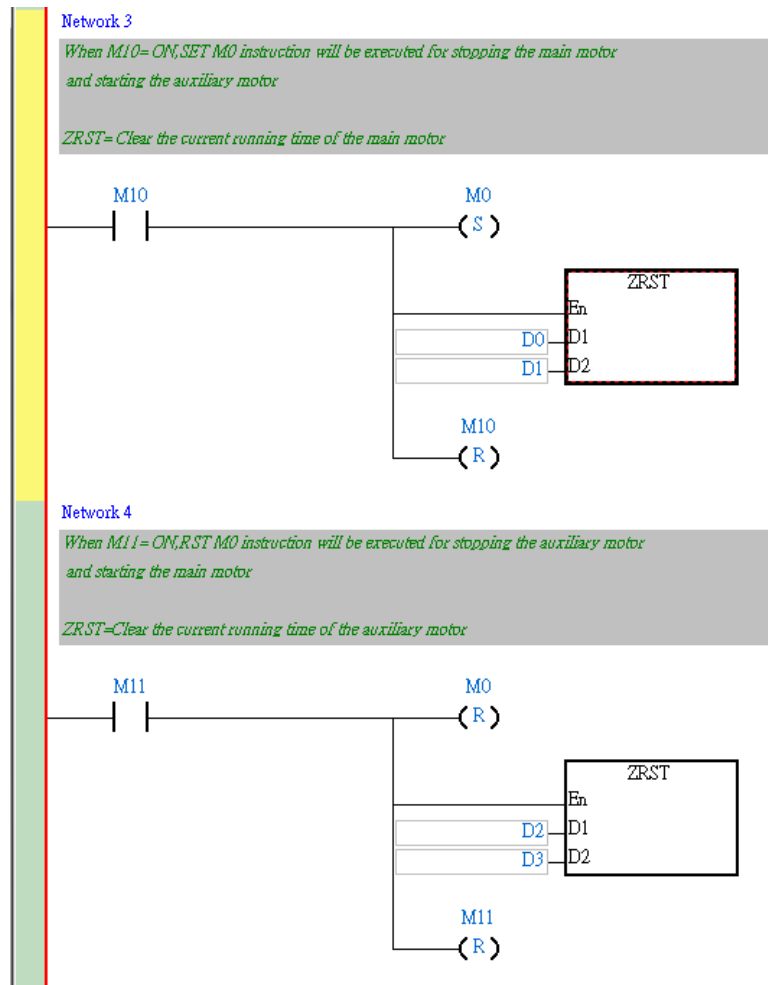 Network 3
When M10= ON,SET M0 instruction will be executed for stopping the main motor
and starting the auxiliary motor
ZRST= Clear the current running time of the main motor
M10
M0
S
ZRST
En
D0 D1
D1 D2
M10
R
Network 4
When M11= ON,RST M0 instruction will be executed for stopping the auxiliary motor
and starting the main motor
ZRST=Clear the current running time of the auxiliary motor
M11
M0
R
ZRST
En
D2 D1
D3 D2
M11
R